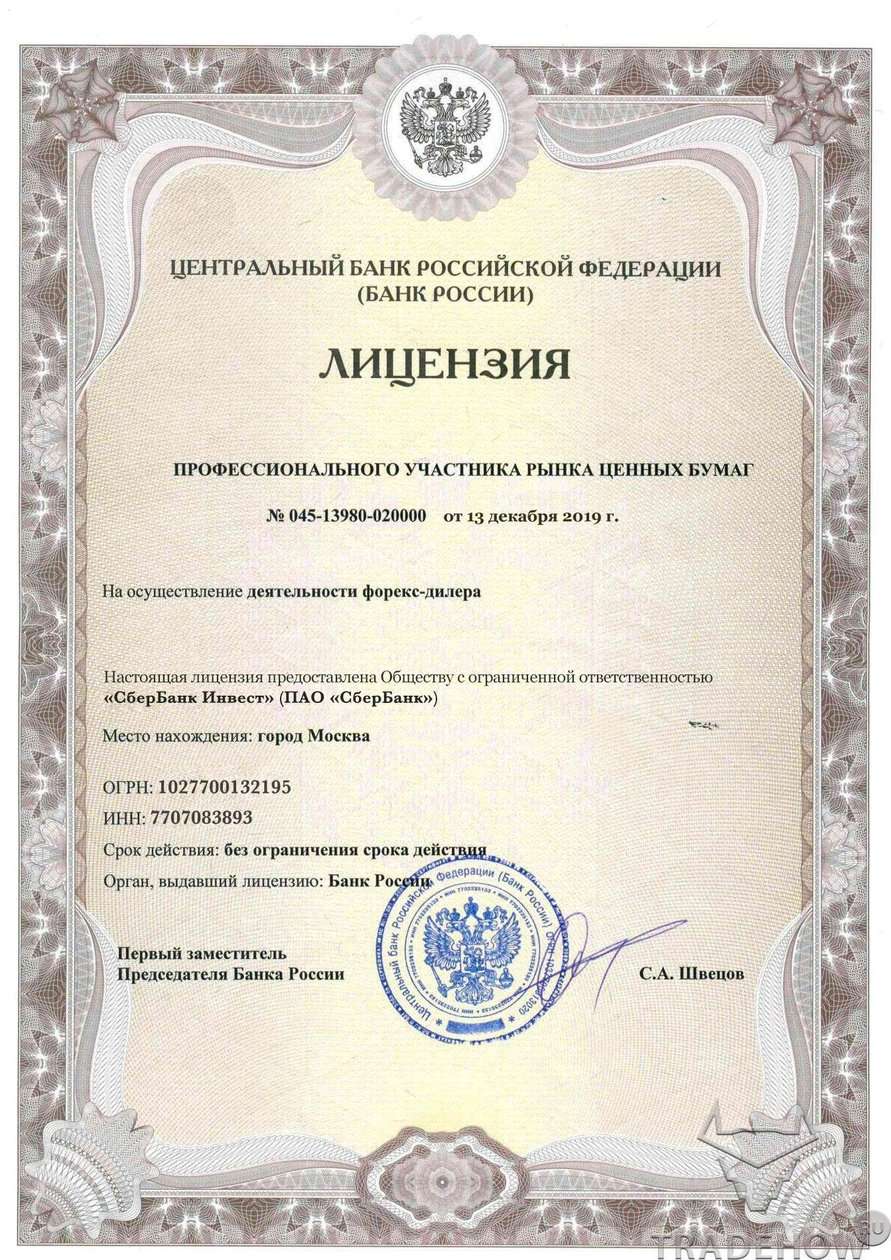 ЦЕНТРАЛЬНЫЙ БАНК РОССИЙСКОЙ ФЕДЕРАЦИИ
(БАНК РОССИИ)
ЛИЦЕНЗИЯ
ПРОФЕССИОНАЛЬНОГО УЧАСТНИКА РЫНКА ЦЕННЫХ БУМАГ
№ 045-13980-020000 от 13 декабря 2019 г.
На осуществление деятельности форекс-дилера
Настоящая лицензия предоставлена Обществу с ограниченной ответственностью
«СберБанк Инвест» (ПАО «СберБанк»)
Место нахождения: город Москва
ОГРН: 1027700132195
ИНН: 7707083893
Срок действия: без ограничения срока действия
Орган, выдавший лицензию: Банк России
Центральный банк Российской Федерации (Банк России)
Первый заместитель
Председателя Банка России
С.А. Швецов
TRADENOW
RU